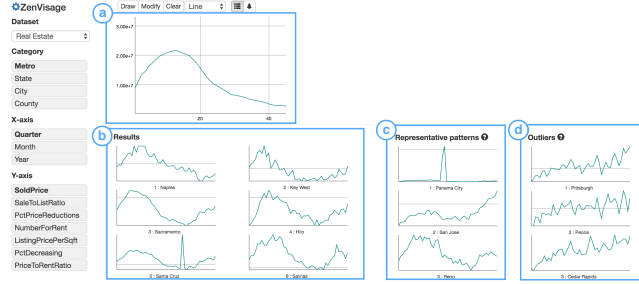 ZenVisage
Dataset
Real Estate
Category
Metro
State
City
County
X-axis
Quarter
Month
Year
Y-axis
SoldPrice
SaleToListRatio
PctPriceReductions
NumberForRent
ListingPricePerSqft
PctDecreasing
PriceToRentRatio
a
Draw Modify Clear Line
3.00e+7
2.00e+7
1.00e+7
20 40
b
Results
1 : Naples 2 : Key West
3 : Sacramento 4 : Hilo
5 : Santa Cruz 6 : Salinas
c
Representative patterns
1 : Panama City
2 : San Jose
3 : Reno
d
Outliers
1 : Pittsburgh
2 : Peoria
3 : Cedar Rapids